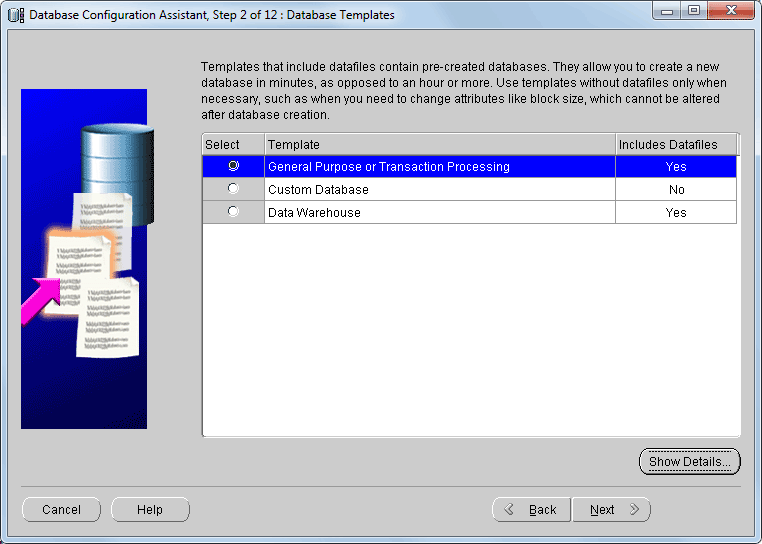 Database Configuration Assistant, Step 2 of 12 : Database Templates
Templates that include datafiles contain pre-created databases. They allow you to create a new
database in minutes, as opposed to an hour or more. Use templates without datafiles only when
necessary, such as when you need to change attributes like block size, which cannot be altered
after database creation.
Select Template Includes Datafiles
General Purpose or Transaction Processing Yes
Custom Database No
Data Warehouse Yes
Show Details...
Cancel Help Back Next